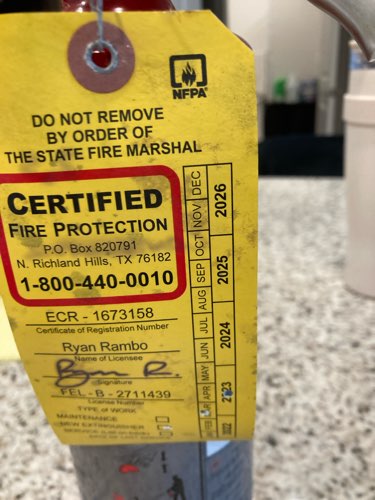 NFPA®
DO NOT REMOVE
BY ORDER OF
THE STATE FIRE MARSHAL
CERTIFIED
FIRE PROTECTION
P.O. Box 820791
N. Richland Hills, TX 76182
1-800-440-0010
ECR - 1673158
Certificate of Registration Number
Ryan Rambo
Name of Licensee
Signature
FEL - B - 2711439
License Number
TYPE OF WORK
MAINTENANCE
NEW EXTINGUISHER
APR MAY JUN JUL AUG SEP OCT NOV DEC
2023 2024 2025 2026